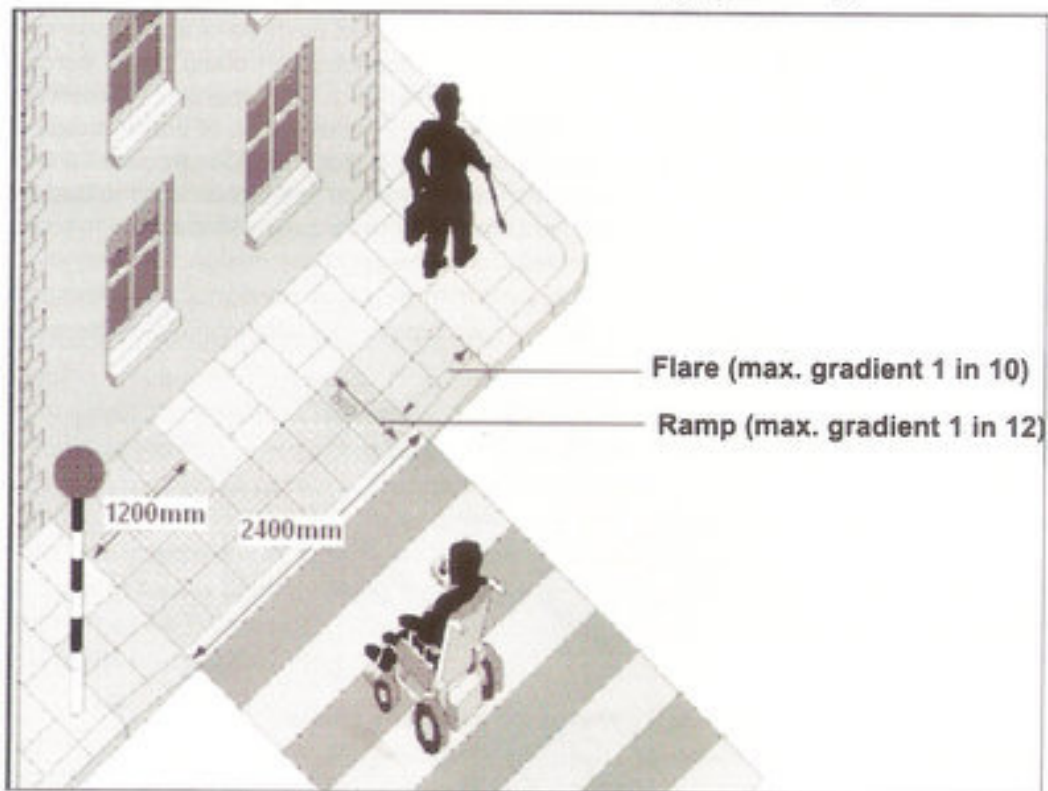 Flare (max. gradient 1 in 10)
Ramp (max. gradient 1 in 12)
1200mm
2400mm